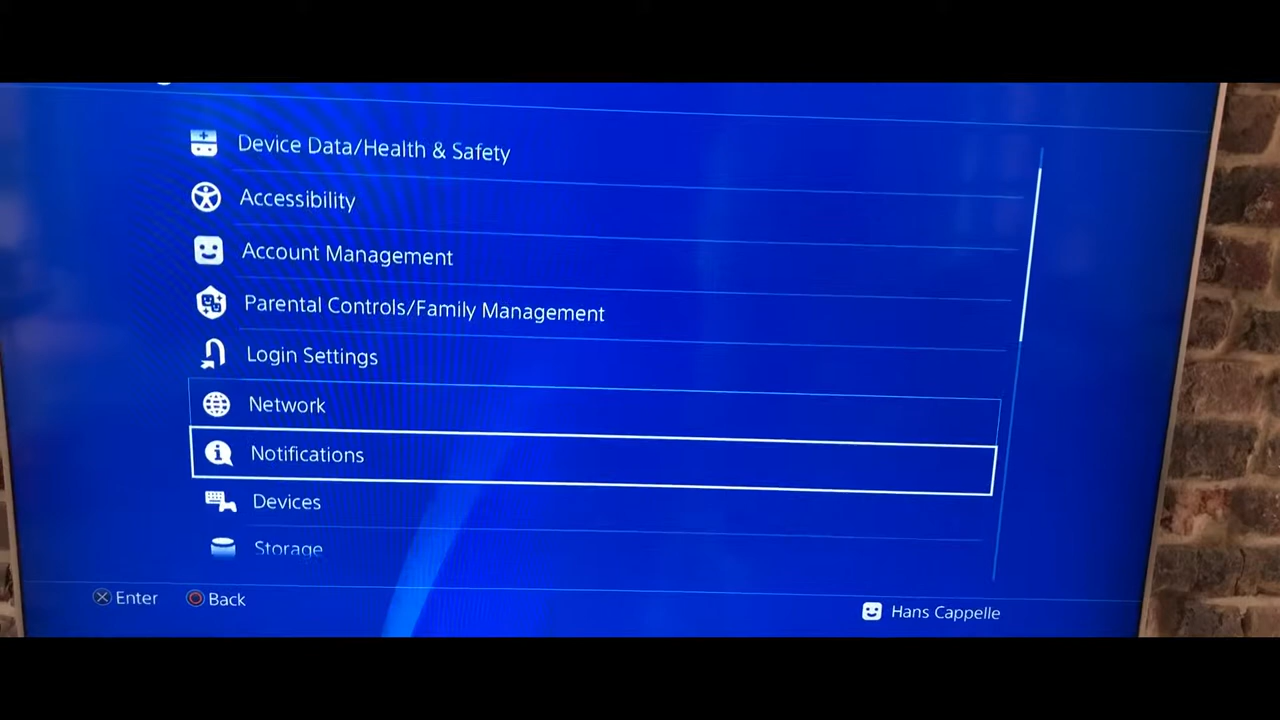 Device Data/Health & Safety
Accessibility
Account Management
Parental Controls/Family Management
Login Settings
Network
Notifications
Devices
Storage
Enter
Back
Hans Cappelle